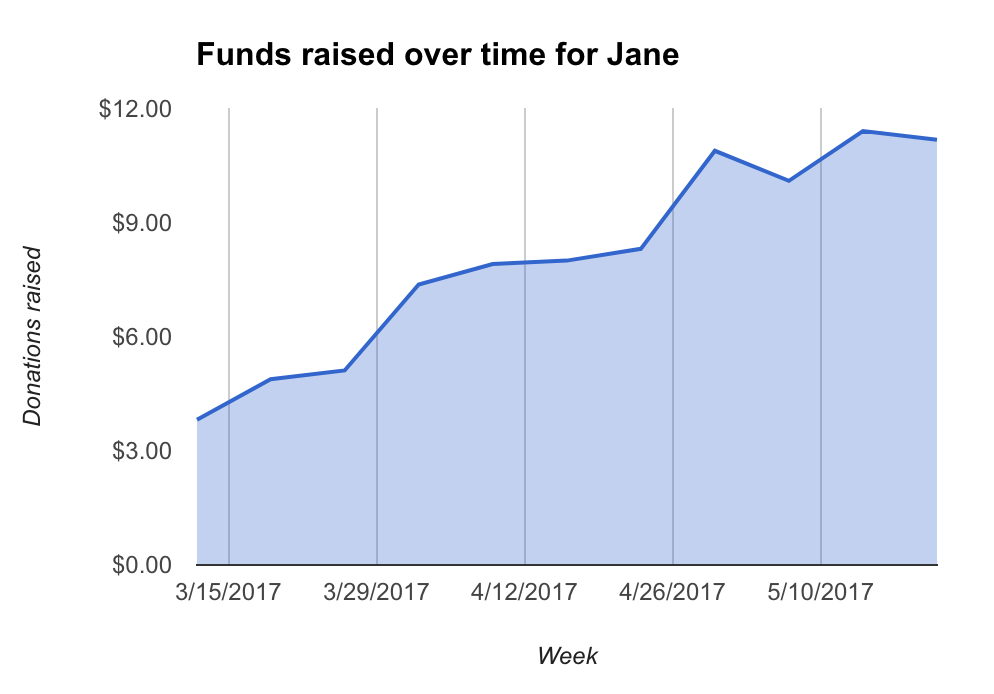 Funds raised over time for Jane
$12.00
$9.00
$6.00
$3.00
$0.00
Donations raised
3/15/2017 3/29/2017 4/12/2017 4/26/2017 5/10/2017
Week